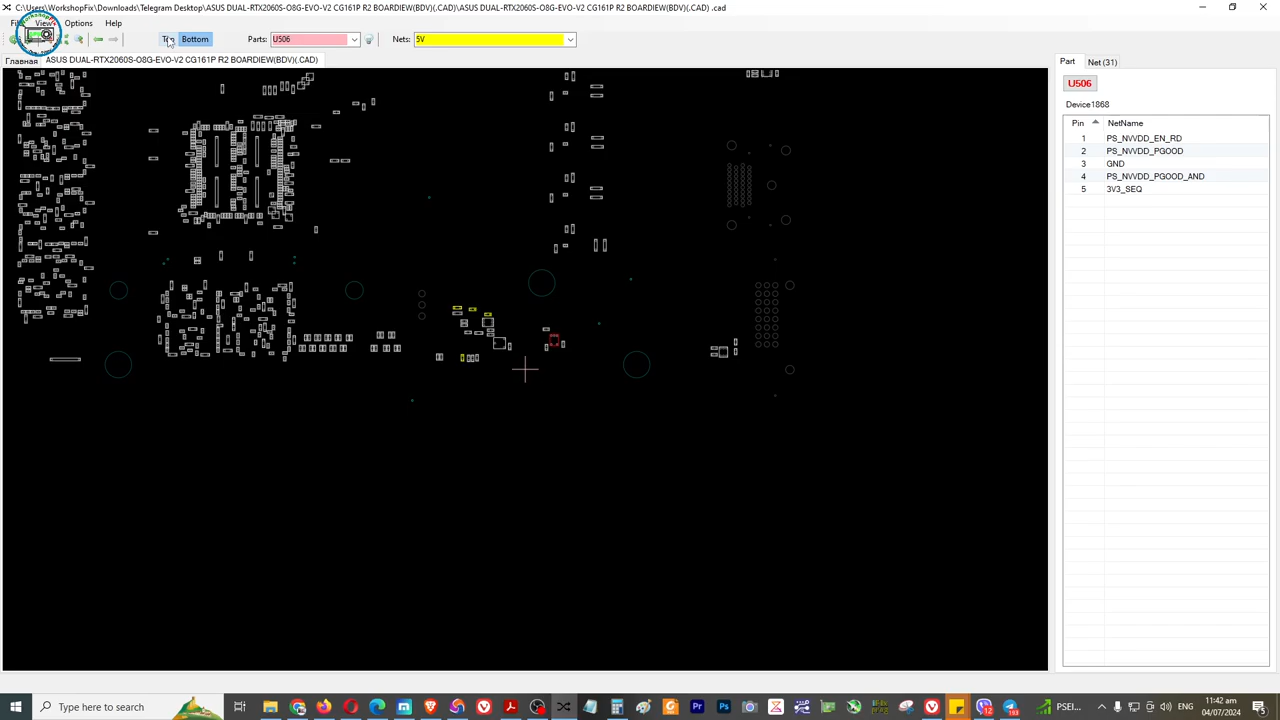 C:\Users\WorkshopFix\Downloads\Telegram Desktop\ASUS DUAL-RTX2060S-O8G-EVO-V2 CG161P R2 BOARDIEW(BDV)(.CAD)\ASUS DUAL-RTX2060S-O8G-EVO-V2 CG161P R2 BOARDIEW(BDV)(.CAD) .cad
View Options Help
Top Bottom Parts: U506 Nets: 5V
Главная ASUS DUAL-RTX2060S-O8G-EVO-V2 CG161P R2 BOARDIEW(BDV)(.CAD)
Part Net (31)
U506
Device1868
Pin NetName
1 PS_NVVDD_EN_RD
2 PS_NVVDD_PGOOD
3 GND
4 PS_NVVDD_PGOOD_AND
5 3V3_SEQ
Type here to search
PSEI...
ENG
11:42 am
04/07/2024